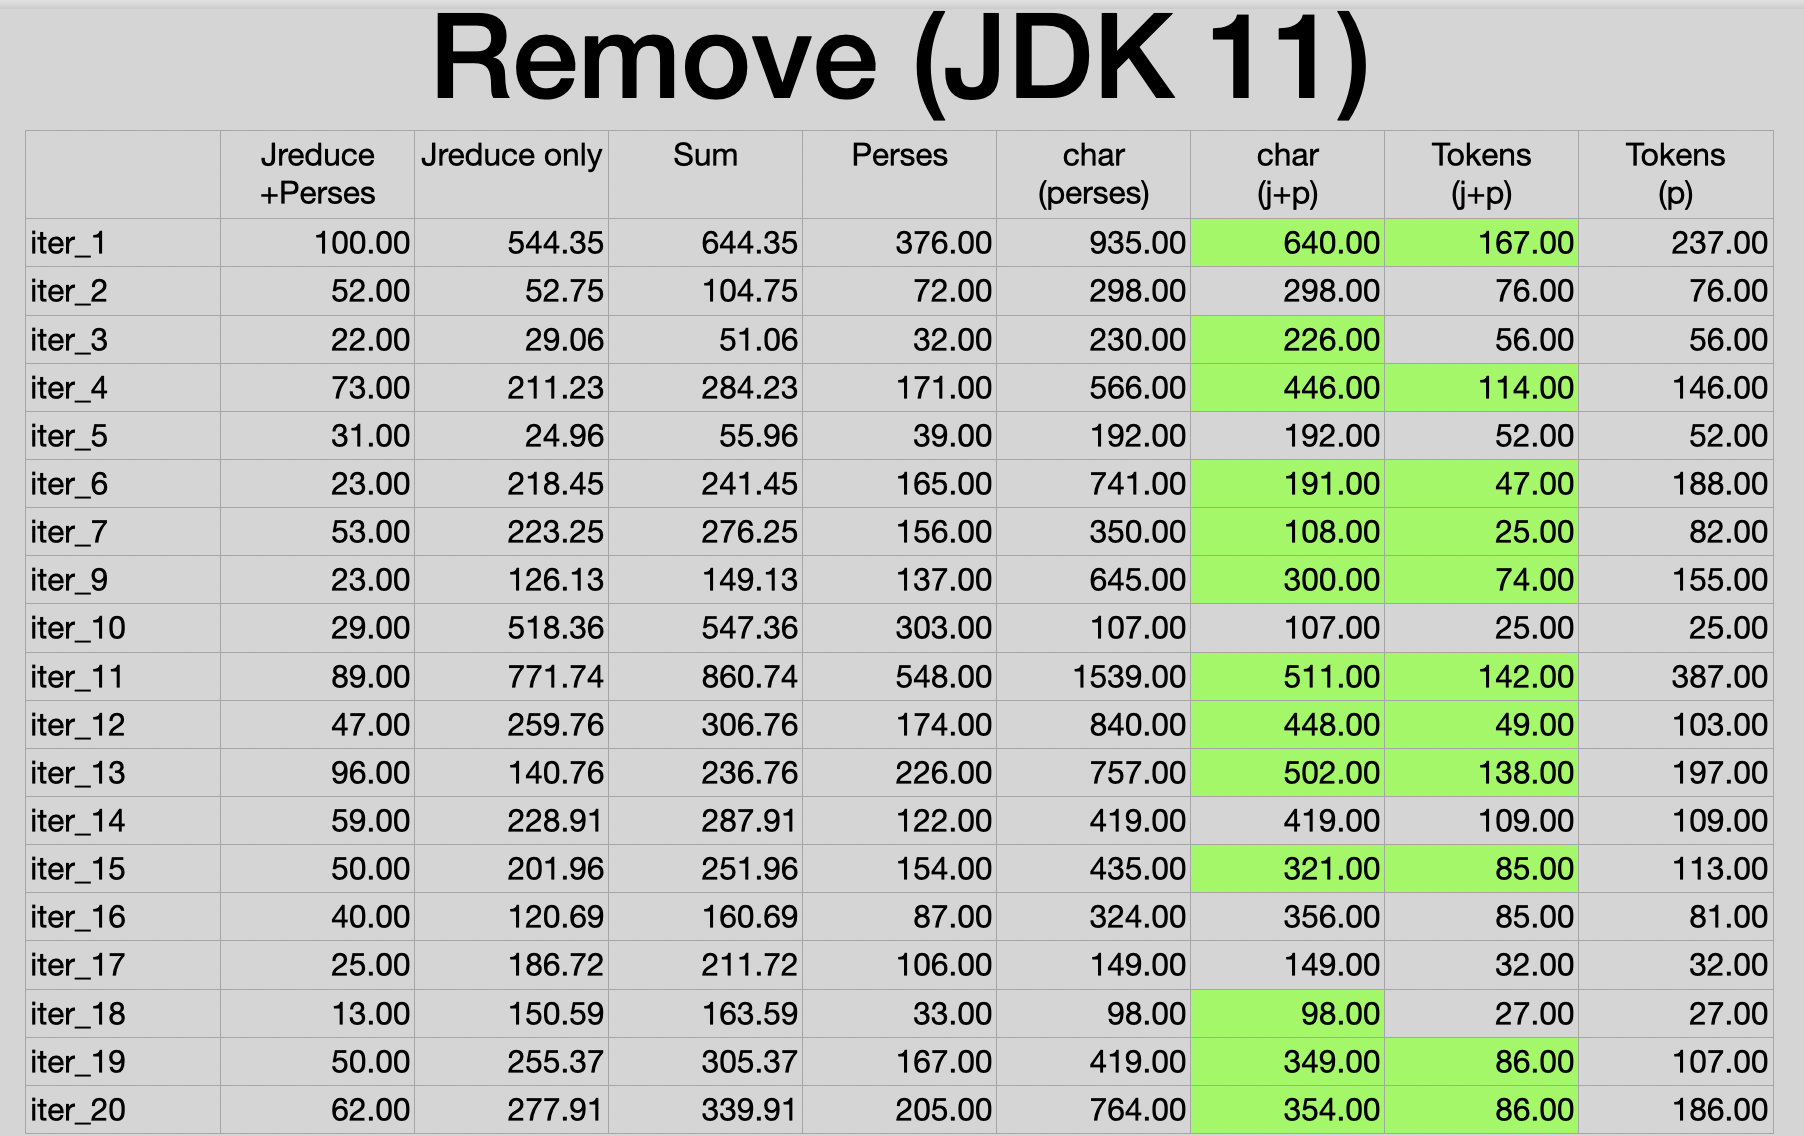 Remove (JDK 11)
Jreduce +Perses Jreduce only Sum Perses char (perses) char (j+p) Tokens (j+p) Tokens (p)
iter_1 100.00 544.35 644.35 376.00 935.00 640.00 167.00 237.00
iter_2 52.00 52.75 104.75 72.00 298.00 298.00 76.00 76.00
iter_3 22.00 29.06 51.06 32.00 230.00 226.00 56.00 56.00
iter_4 73.00 211.23 284.23 171.00 566.00 446.00 114.00 146.00
iter_5 31.00 24.96 55.96 39.00 192.00 192.00 52.00 52.00
iter_6 23.00 218.45 241.45 165.00 741.00 191.00 47.00 188.00
iter_7 53.00 223.25 276.25 156.00 350.00 108.00 25.00 82.00
iter_9 23.00 126.13 149.13 137.00 645.00 300.00 74.00 155.00
iter_10 29.00 518.36 547.36 303.00 107.00 107.00 25.00 25.00
iter_11 89.00 771.74 860.74 548.00 1539.00 511.00 142.00 387.00
iter_12 47.00 259.76 306.76 174.00 840.00 448.00 49.00 103.00
iter_13 96.00 140.76 236.76 226.00 757.00 502.00 138.00 197.00
iter_14 59.00 228.91 287.91 122.00 419.00 419.00 109.00 109.00
iter_15 50.00 201.96 251.96 154.00 435.00 321.00 85.00 113.00
iter_16 40.00 120.69 160.69 87.00 324.00 356.00 85.00 81.00
iter_17 25.00 186.72 211.72 106.00 149.00 149.00 32.00 32.00
iter_18 13.00 150.59 163.59 33.00 98.00 98.00 27.00 27.00
iter_19 50.00 255.37 305.37 167.00 419.00 349.00 86.00 107.00
iter_20 62.00 277.91 339.91 205.00 764.00 354.00 86.00 186.00